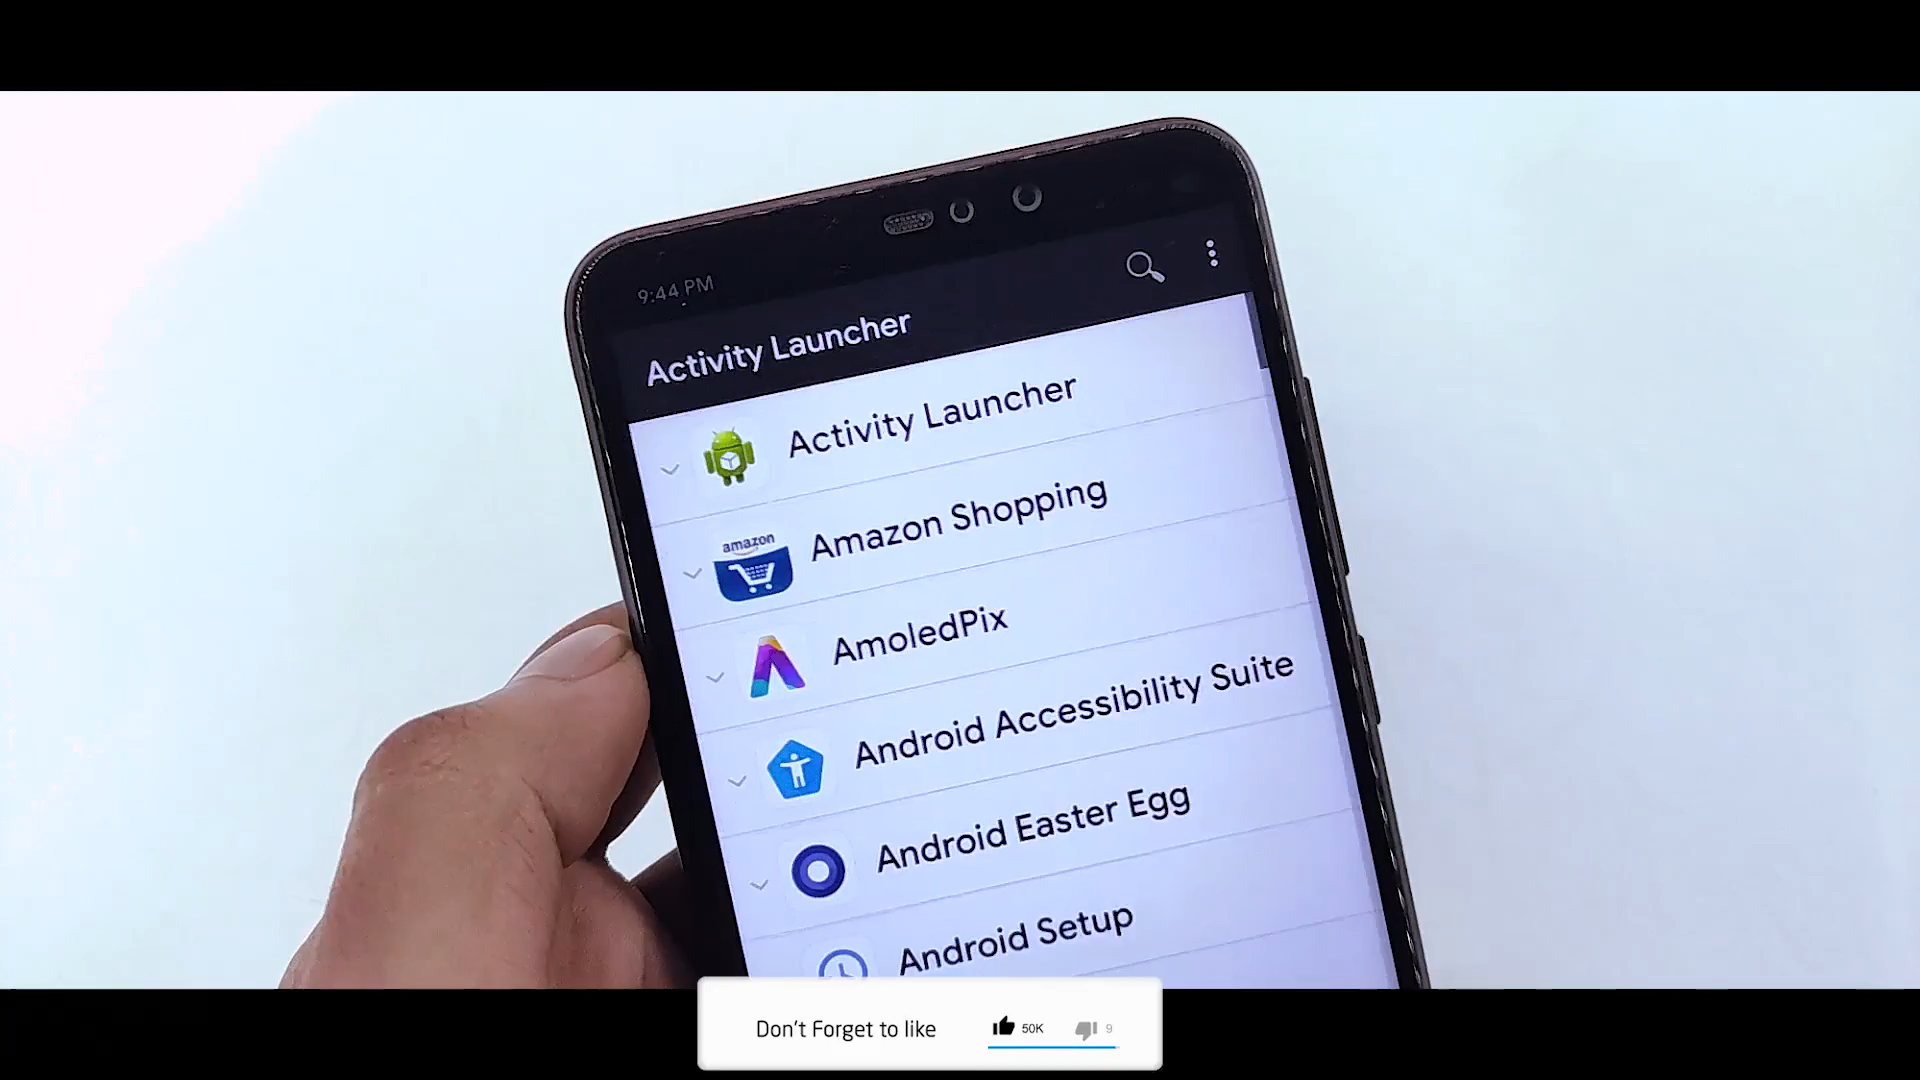 9:44 PM
Activity Launcher
Activity Launcher
amazon
Amazon Shopping
AmoledPix
Android Accessibility Suite
Android Easter Egg
Android Setup
Don't Forget to like
50K
9